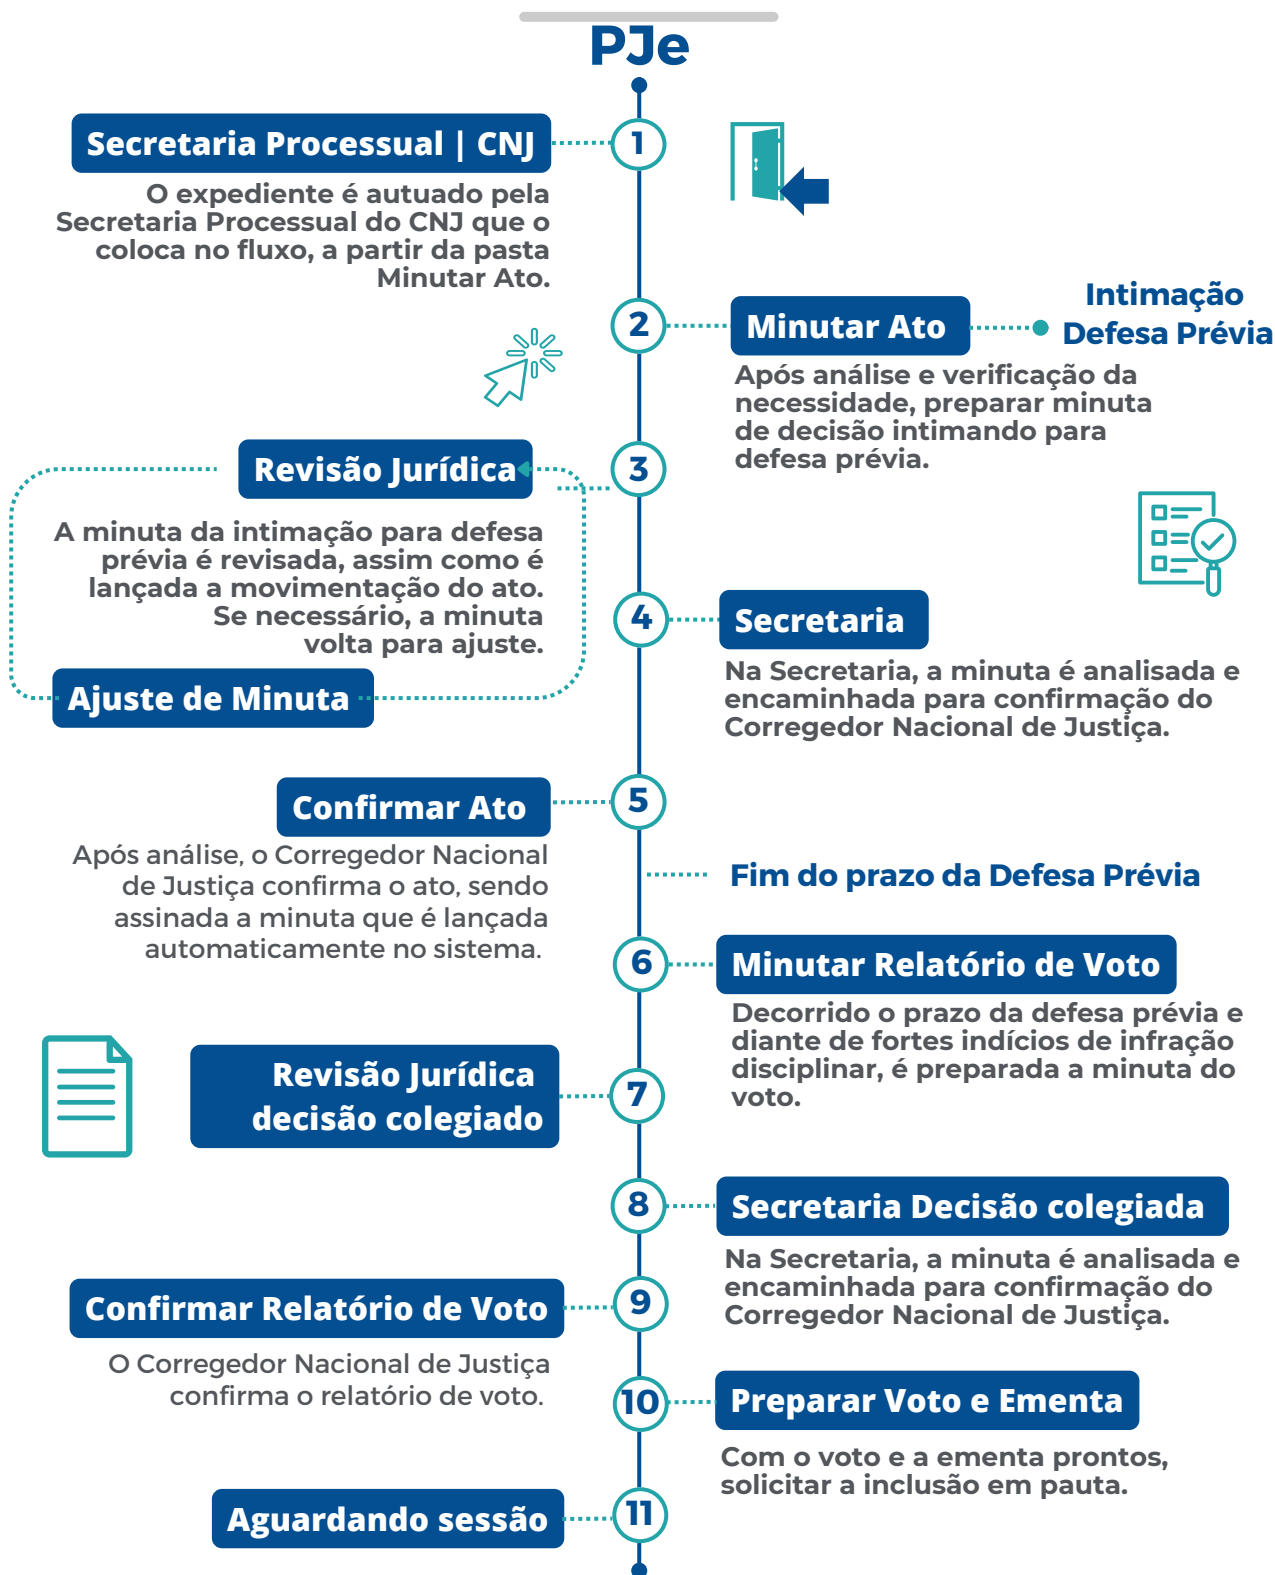 PJe
Secretaria Processual | CNJ
1
O expediente é autuado pela
Secretaria Processual do CNJ que o
coloca no fluxo, a partir da pasta
Minutar Ato.
2
Minutar Ato
Intimação
Defesa Prévia
Após análise e verificação da
necessidade, preparar minuta
de decisão intimando para
defesa prévia.
Revisão Jurídica
3
A minuta da intimação para defesa
prévia é revisada, assim como é
lançada a movimentação do ato.
Se necessário, a minuta
volta para ajuste.
Ajuste de Minuta
4
Secretaria
Na Secretaria, a minuta é analisada e
encaminhada para confirmação do
Corregedor Nacional de Justiça.
Confirmar Ato
5
Após análise, o Corregedor Nacional
de Justiça confirma o ato, sendo
assinada a minuta que é lançada
automaticamente no sistema.
Fim do prazo da Defesa Prévia
6
Minutar Relatório de Voto
Decorrido o prazo da defesa prévia e
diante de fortes indícios de infração
disciplinar, é preparada a minuta do
voto.
Revisão Jurídica
decisão colegiado
7
8
Secretaria Decisão colegiada
Na Secretaria, a minuta é analisada e
encaminhada para confirmação do
Corregedor Nacional de Justiça.
Confirmar Relatório de Voto
9
O Corregedor Nacional de Justiça
confirma o relatório de voto.
10
Preparar Voto e Ementa
Com o voto e a ementa prontos,
solicitar a inclusão em pauta.
Aguardando sessão
11